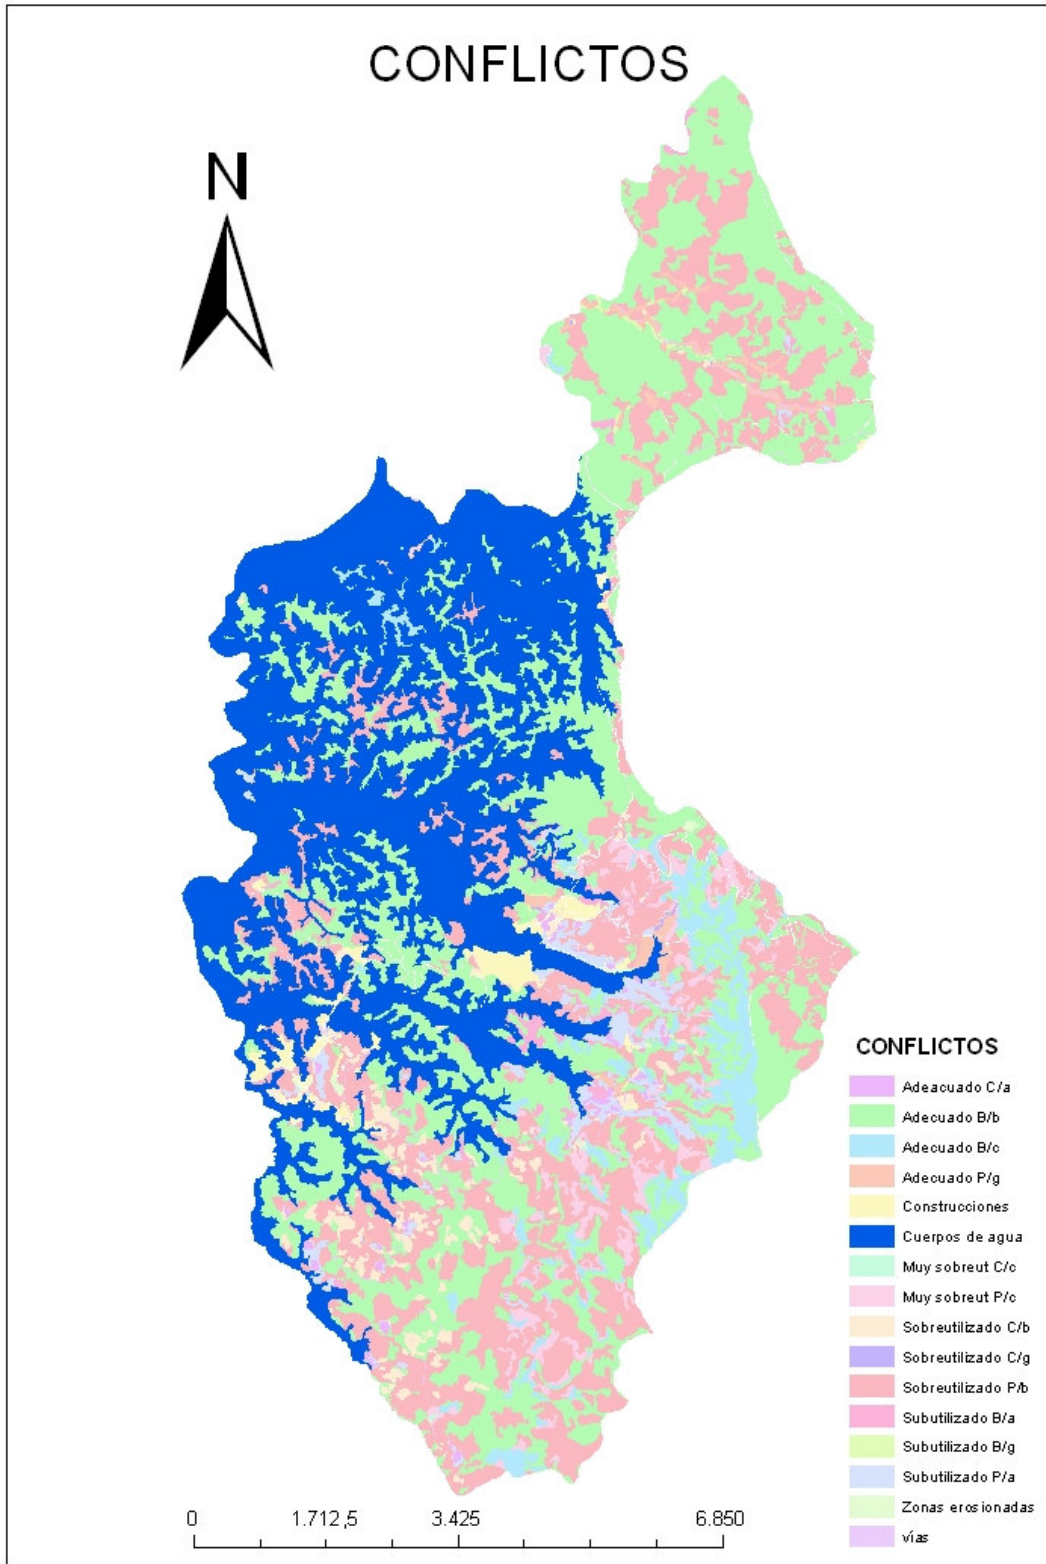 CONFLICTOS
N
CONFLICTOS
Adeacuado C/a
Adecuado B/b
Adecuado B/c
Adecuado P/g
Construcciones
Cuerpos de agua
Muy sobreut C/c
Muy sobreut P/c
Sobreutilizado C/b
Sobreutilizado C/g
Sobreutilizado P/b
Subutilizado B/a
Subutilizado B/g
Subutilizado P/a
Zonas erosionadas
vías
0 1.712,5 3.425 6.850